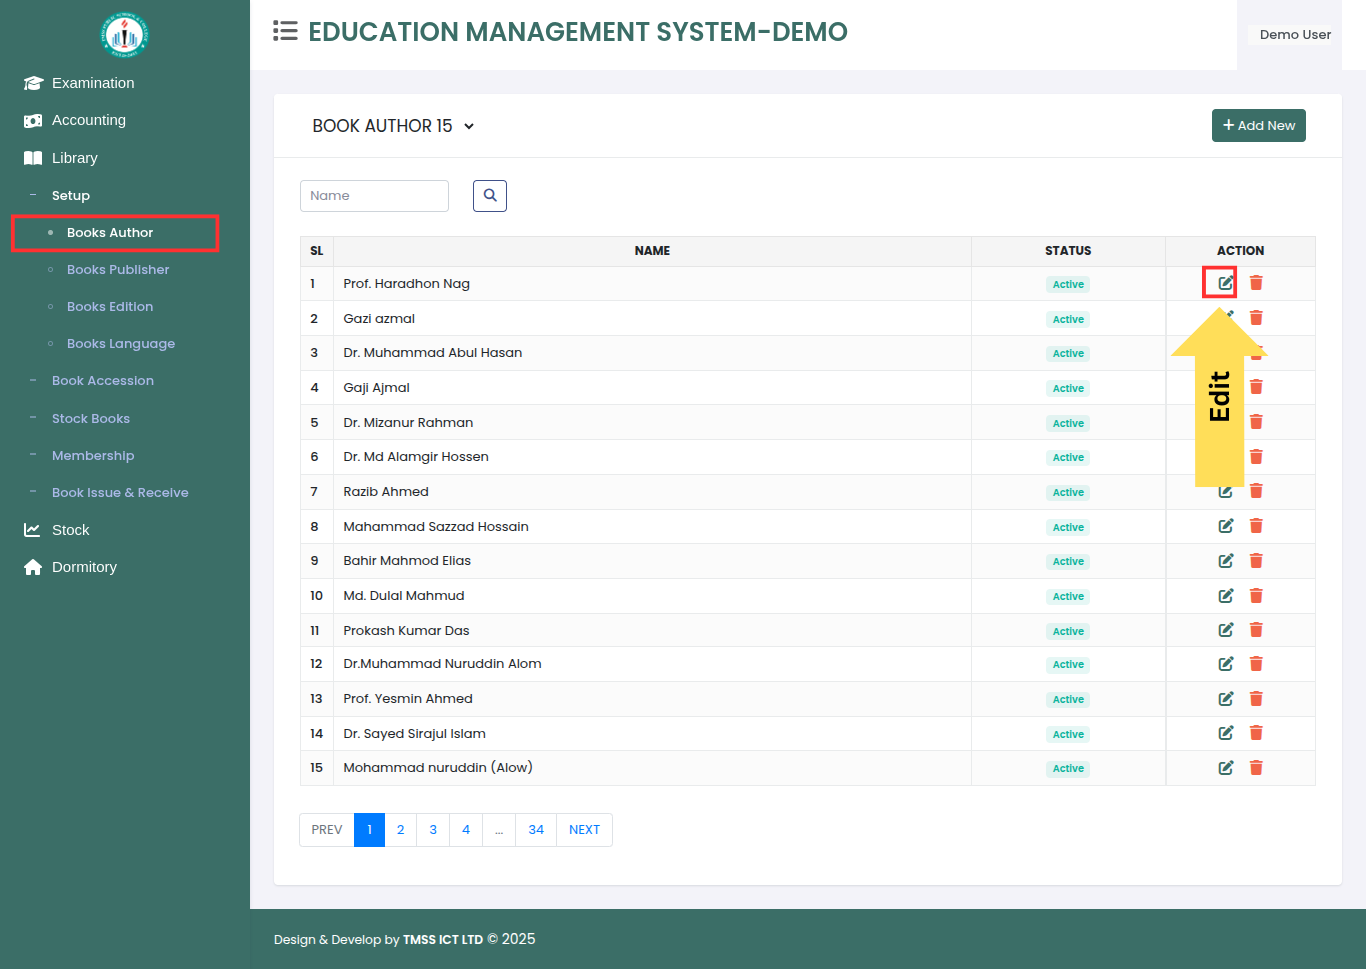 EDUCATION MANAGEMENT SYSTEM-DEMO
Demo User
Examination
Accounting
Library
Setup
Books Author
Books Publisher
Books Edition
Books Language
Book Accession
Stock Books
Membership
Book Issue & Receive
Stock
Dormitory
BOOK AUTHOR 15
Add New
Name
SL NAME STATUS ACTION
1 Prof. Haradhon Nag Active
2 Gazi azmal Active
3 Dr. Muhammad Abul Hasan Active
4 Gaji Ajmal Active
5 Dr. Mizanur Rahman Active
6 Dr. Md Alamgir Hossen Active
7 Razib Ahmed Active
8 Mahammad Sazzad Hossain Active
9 Bahir Mahmod Elias Active
10 Md. Dulal Mahmud Active
11 Prokash Kumar Das Active
12 Dr.Muhammad Nuruddin Alom Active
13 Prof. Yesmin Ahmed Active
14 Dr. Sayed Sirajul Islam Active
15 Mohammad nuruddin (Alow) Active
Edit
PREV 1 2 3 4 ... 34 NEXT
Design & Develop by TMSS ICT LTD © 2025